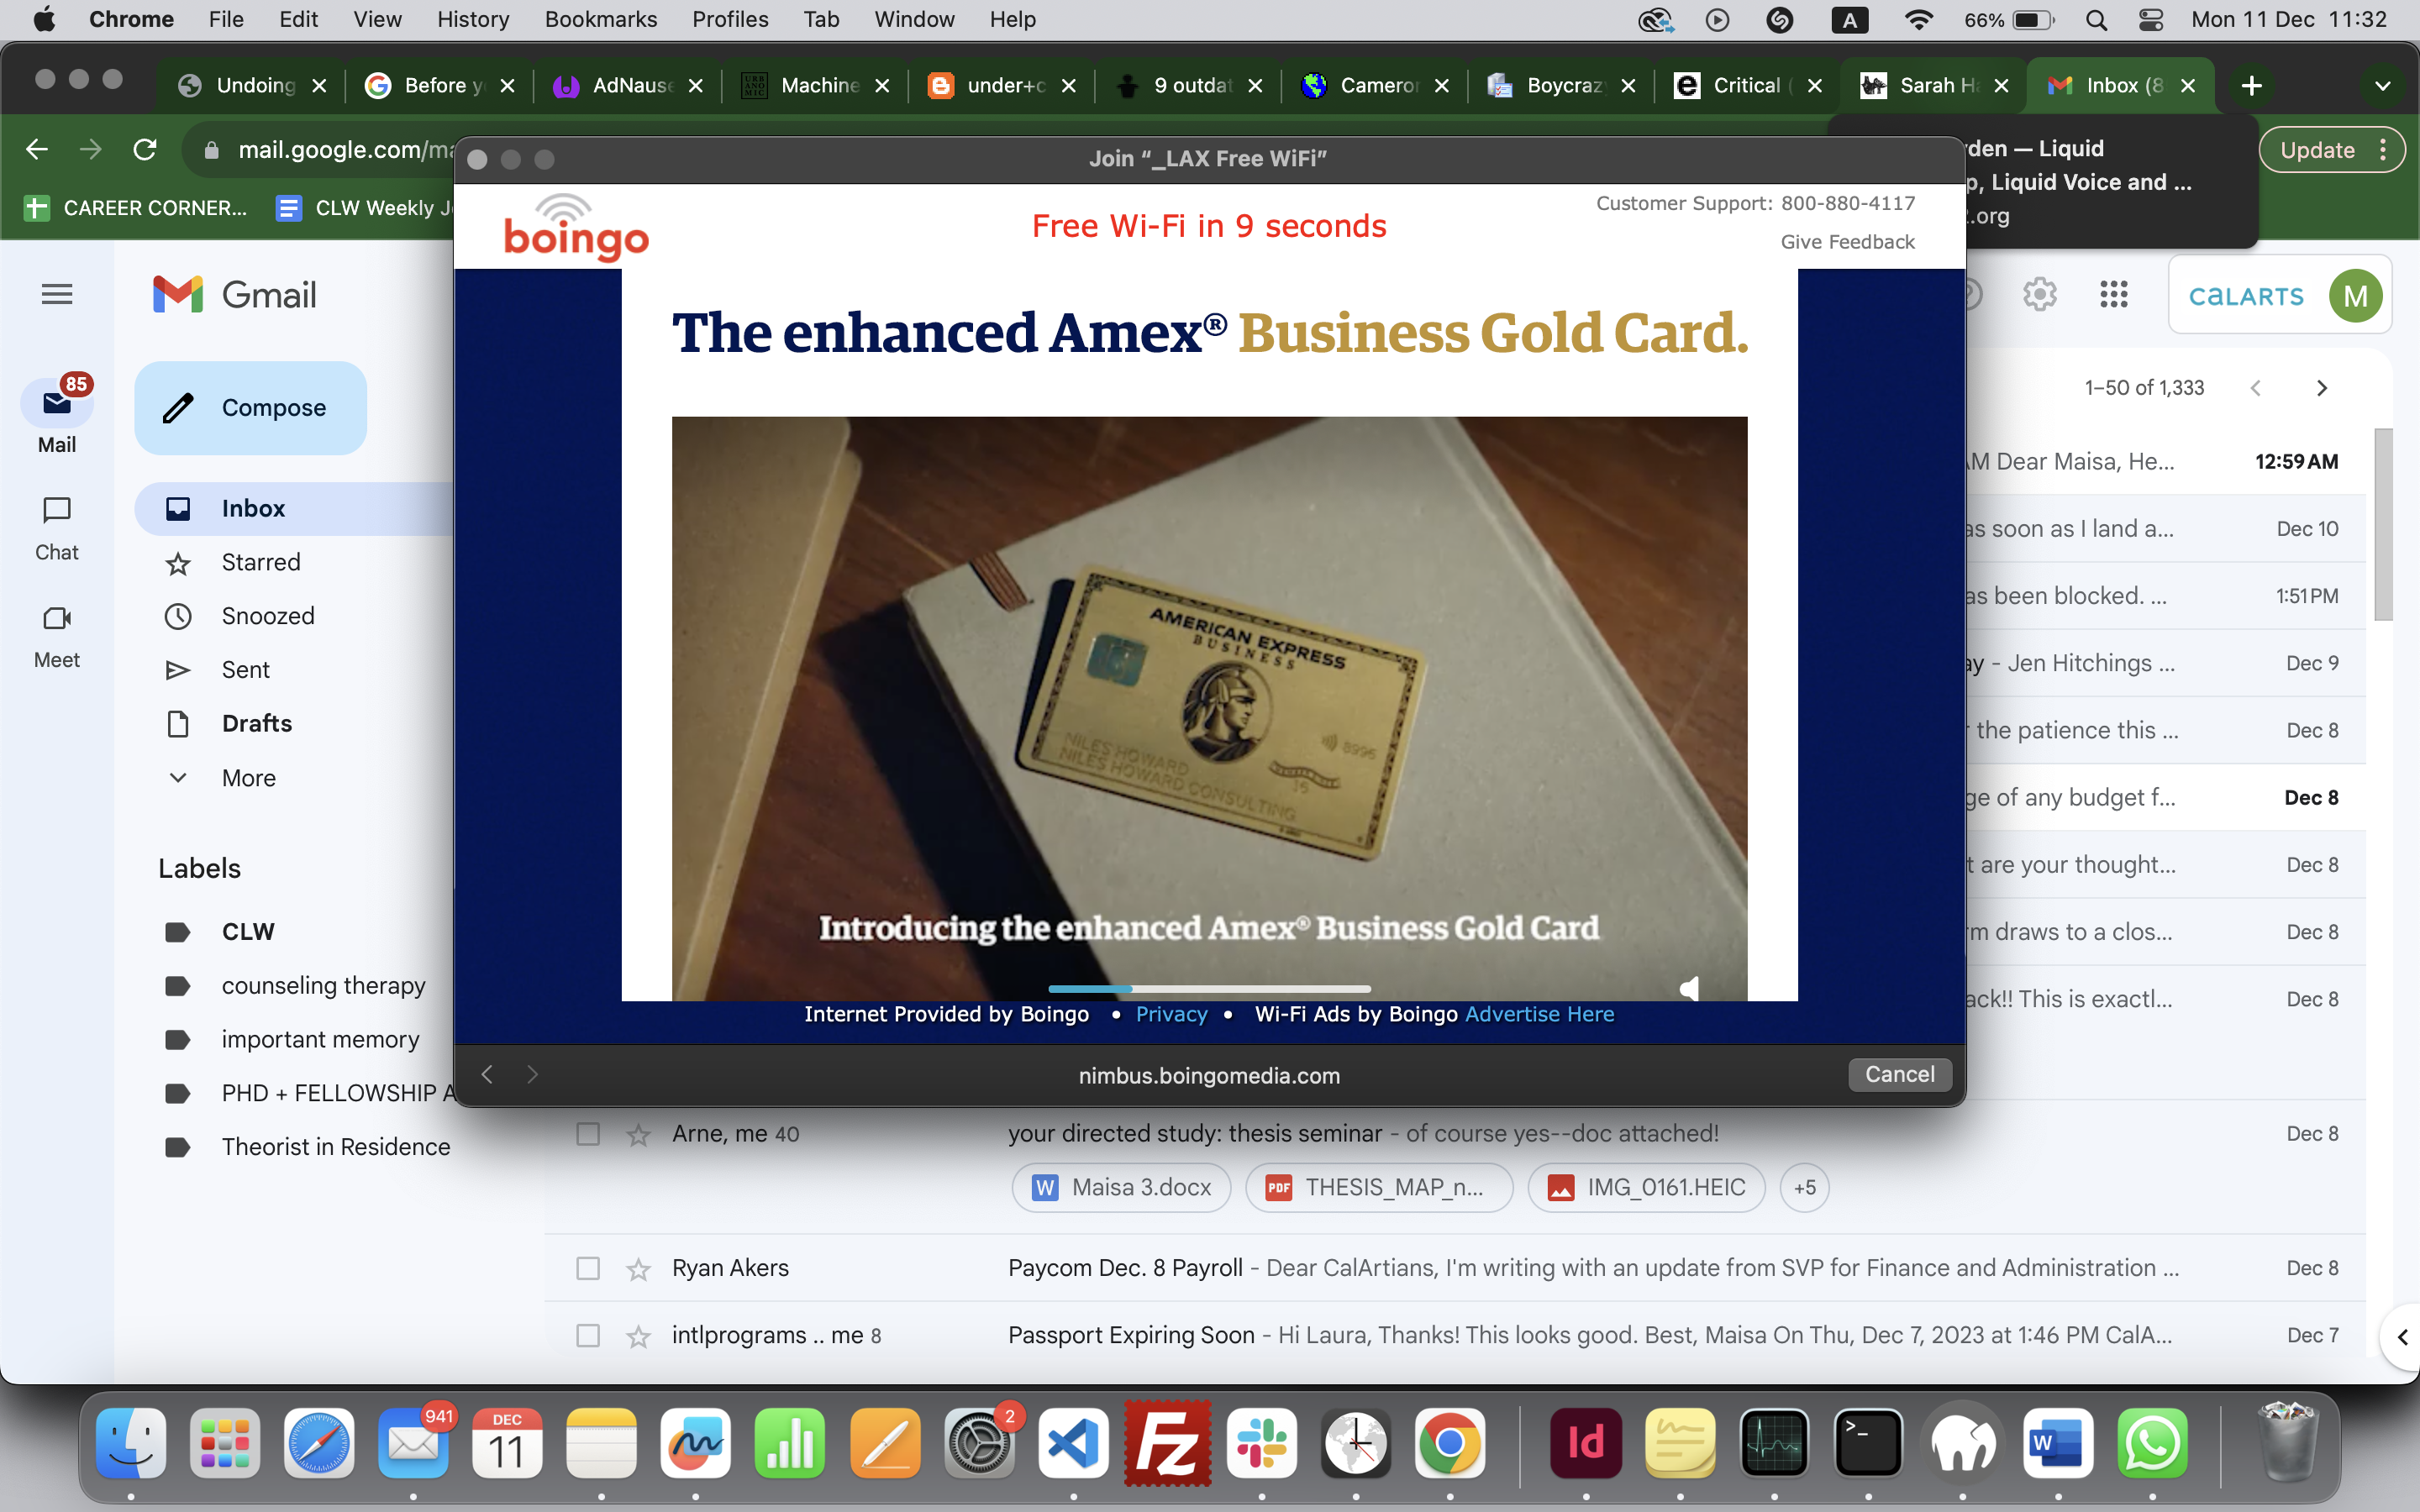 Chrome File Edit View History Bookmarks Profiles Tab Window Help A 66% Mon 11 Dec 11:32
Undoing Before y AdNause Machine under+c 9 outdat Cameron Boycrazy Critical ( Sarah Ha Inbox (8
mail.google.com/ma
Update
CAREER CORNER... CLW Weekly Jo
den — Liquid
p, Liquid Voice and ...
.org
Join “_LAX Free WiFi”
boingo
Free Wi-Fi in 9 seconds
Customer Support: 800-880-4117
Give Feedback
The enhanced Amex® Business Gold Card.
AMERICAN EXPRESS
BUSINESS
8995
NILES HOWARD
NILES HOWARD CONSULTING
16
Introducing the enhanced Amex® Business Gold Card
Internet Provided by Boingo • Privacy • Wi-Fi Ads by Boingo Advertise Here
nimbus.boingomedia.com
Cancel
Gmail
CALARTS M
85
Mail
Chat
Meet
Compose
Inbox
Starred
Snoozed
Sent
Drafts
More
Labels
CLW
counseling therapy
important memory
PHD + FELLOWSHIP A
Theorist in Residence
1–50 of 1,333
AM Dear Maisa, He... 12:59 AM
as soon as I land a... Dec 10
as been blocked. ... 1:51 PM
ay - Jen Hitchings ... Dec 9
r the patience this ... Dec 8
ge of any budget f... Dec 8
t are your thought... Dec 8
rm draws to a clos... Dec 8
ack!! This is exactl... Dec 8
Arne, me 40 your directed study: thesis seminar - of course yes--doc attached! Dec 8
W Maisa 3.docx PDF THESIS_MAP_n... IMG_0161.HEIC +5
Ryan Akers Paycom Dec. 8 Payroll - Dear CalArtians, I'm writing with an update from SVP for Finance and Administration ... Dec 8
intlprograms .. me 8 Passport Expiring Soon - Hi Laura, Thanks! This looks good. Best, Maisa On Thu, Dec 7, 2023 at 1:46 PM CalA... Dec 7
941
DEC
11
2
Fz
Id
>_
W